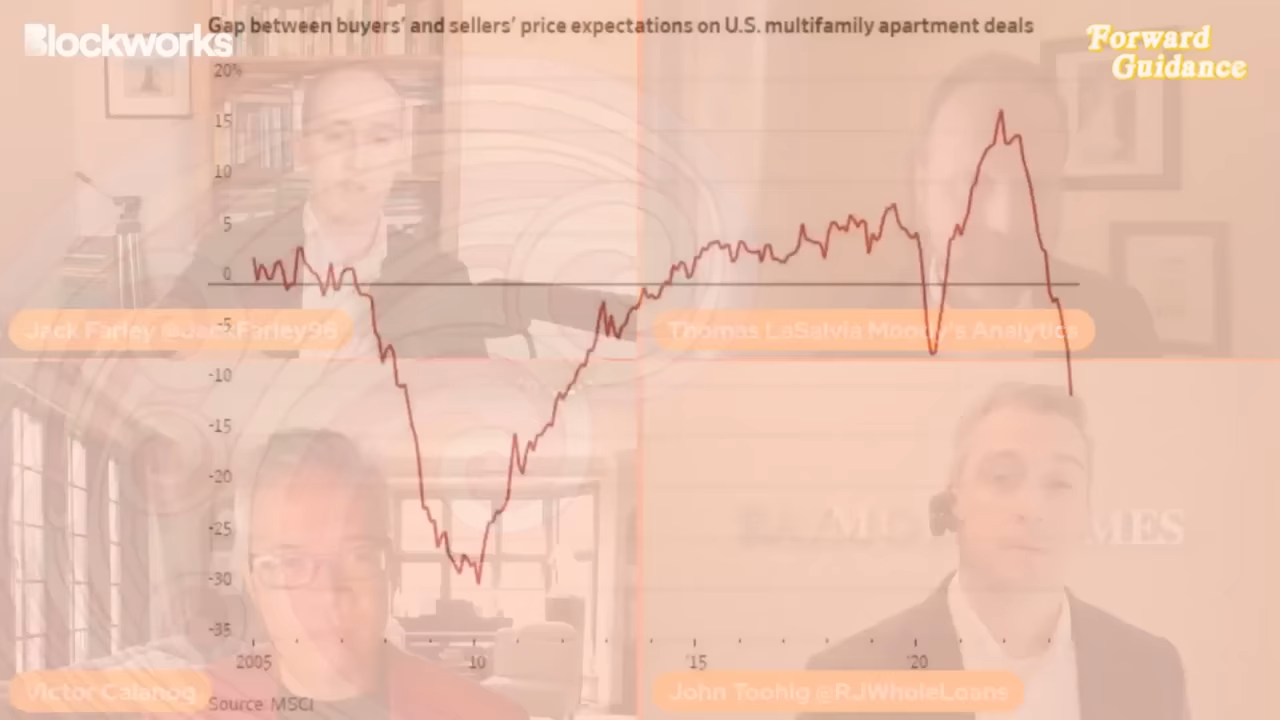 Gap between buyers' and sellers' price expectations on U.S. multifamily apartment deals
Blockworks
Forward
Guidance
20%
15
10
5
0
-5
-10
-15
-20
-25
-30
-35
2005
10
'15
'20
Jack Farley @JackFarley96
Thomas LaSalvia Moody's Analytics
Victor Calanog
John Toohig @RJWholeLoans
Source: MSCI